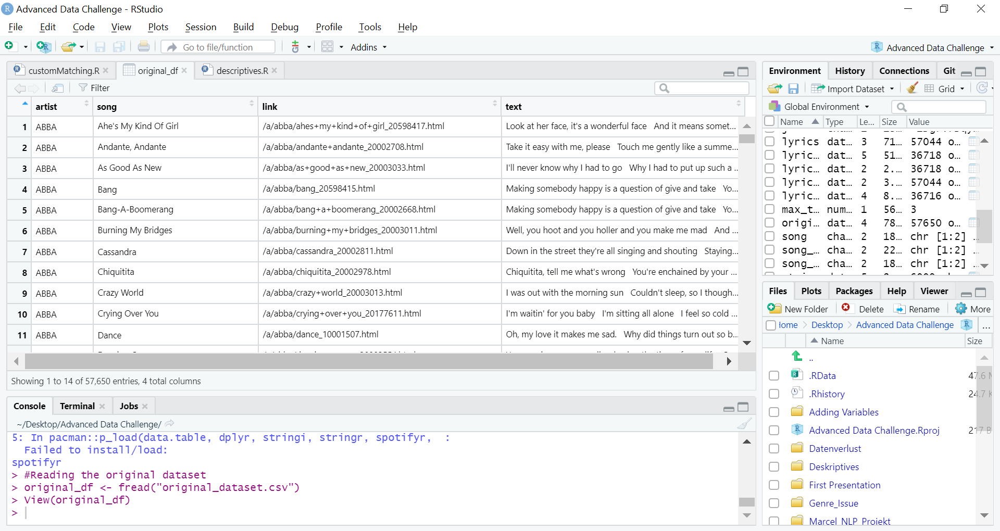 Advanced Data Challenge - RStudio
File Edit Code View Plots Session Build Debug Profile Tools Help
Go to file/function Addins Advanced Data Challenge
customMatching.R original_df descriptives.R
Filter
artist song link text
1 ABBA Ahe's My Kind Of Girl /a/abba/ahes+my+kind+of+girl_20598417.html Look at her face, it's a wonderful face And it means somet...
2 ABBA Andante, Andante /a/abba/andante+andante_20002708.html Take it easy with me, please Touch me gently like a summe...
3 ABBA As Good As New /a/abba/as+good+as+new_20003033.html I'll never know why I had to go Why I had to put up such a ...
4 ABBA Bang /a/abba/bang_20598415.html Making somebody happy is a question of give and take Yo...
5 ABBA Bang-A-Boomerang /a/abba/bang+a+boomerang_20002668.html Making somebody happy is a question of give and take Yo...
6 ABBA Burning My Bridges /a/abba/burning+my+bridges_20003011.html Well, you hoot and you holler and you make me mad And ...
7 ABBA Cassandra /a/abba/cassandra_20002811.html Down in the street they're all singing and shouting Staying...
8 ABBA Chiquitita /a/abba/chiquitita_20002978.html Chiquitita, tell me what's wrong You're enchained by your ...
9 ABBA Crazy World /a/abba/crazy+world_20003013.html I was out with the morning sun Couldn't sleep, so I though...
10 ABBA Crying Over You /a/abba/crying+over+you_20177611.html I'm waitin' for you baby I'm sitting all alone I feel so cold ...
11 ABBA Dance /a/abba/dance_10001507.html Oh, my love it makes me sad. Why did things turn out so b...
Showing 1 to 14 of 57,650 entries, 4 total columns
Console Terminal Jobs
~/Desktop/Advanced Data Challenge/
5: In pacman::p_load(data.table, dplyr, stringi, stringr, spotifyr, :
Failed to install/load:
spotifyr
> #Reading the original dataset
> original_df <- fread("original_dataset.csv")
> View(original_df)
>
Environment History Connections Git
Import Dataset Grid
Global Environment
Name Type Le... Size Value
lyrics dat... 3 71... 57044 o...
lyric... dat... 5 51... 36718 o...
lyric... dat... 2 2.... 36718 o...
lyric... dat... 2 3.... 57044 o...
lyric... dat... 4 8.... 36716 o...
max_t... num... 1 56... 3
origi... dat... 4 78... 57650 o...
song cha... 2 18... chr [1:2] ...
song_... cha... 2 22... chr [1:2] ...
song_... cha... 2 18... chr [1:2] ...
Files Plots Packages Help Viewer
New Folder Delete Rename More
Home Desktop Advanced Data Challenge ...
Name Size
..
.RData 47.6
.Rhistory 24.7 K
Adding Variables
Advanced Data Challenge.Rproj 217 B
Datenverlust
Deskriptives
First Presentation
Genre_Issue
Marcel NLP Projekt